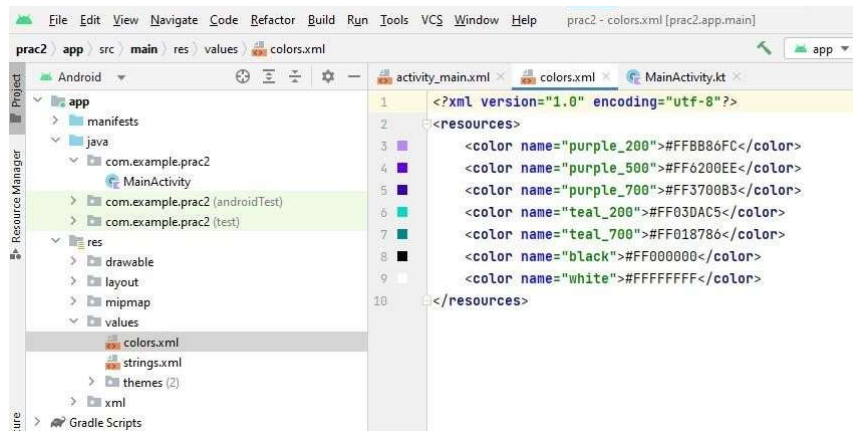 File Edit View Navigate Code Refactor Build Run Tools VCS Window Help prac2 - colors.xml [prac2.app.main]
prac2 app src main res values colors.xml app
Project
Resource Manager
Android
app
manifests
java
com.example.prac2
MainActivity
com.example.prac2 (androidTest)
com.example.prac2 (test)
res
drawable
layout
mipmap
values
colors.xml
strings.xml
themes (2)
xml
Gradle Scripts
activity_main.xml colors.xml MainActivity.kt
1 <?xml version="1.0" encoding="utf-8"?>
2 <resources>
3 <color name="purple_200">#FFBB86FC</color>
4 <color name="purple_500">#FF6200EE</color>
5 <color name="purple_700">#FF3700B3</color>
6 <color name="teal_200">#FF03DAC5</color>
7 <color name="teal_700">#FF018786</color>
8 <color name="black">#FF000000</color>
9 <color name="white">#FFFFFFFF</color>
10 </resources>